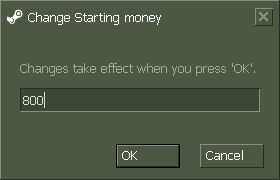 Change Starting money
Changes take effect when you press 'OK'.
800
OK
Cancel